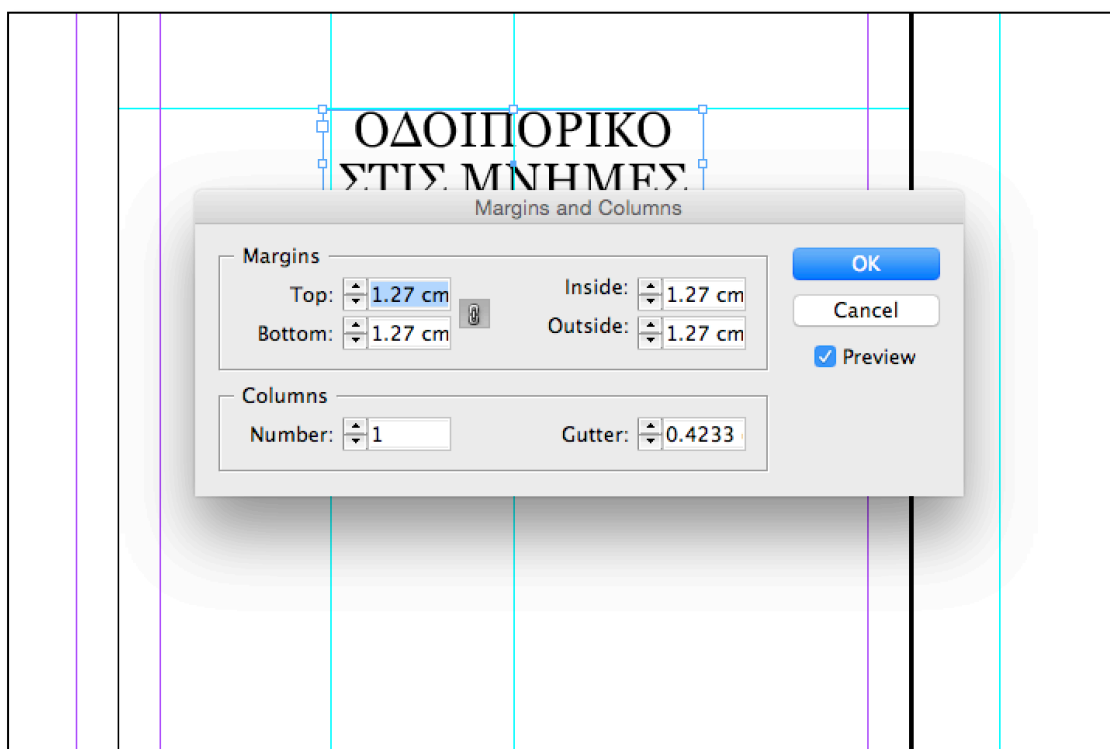 ΟΔΟΙΠΟΡΙΚΟ
ΣΤΙΣ ΜΝΗΜΕΣ
Margins and Columns
Margins
Top: 1.27 cm
Bottom: 1.27 cm
Inside: 1.27 cm
Outside: 1.27 cm
OK
Cancel
Preview
Columns
Number: 1
Gutter: 0.4233